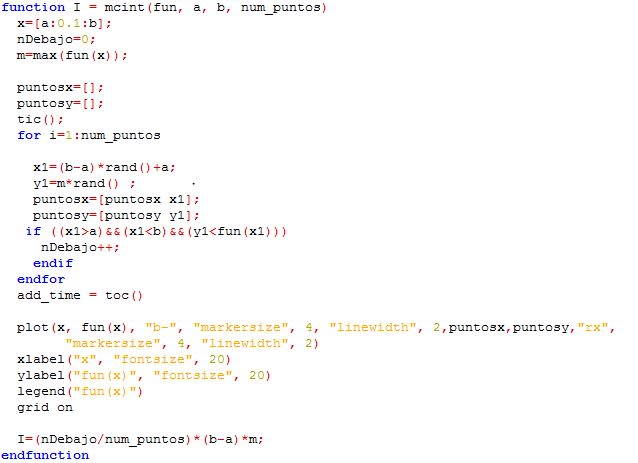 function I = mcint(fun, a, b, num_puntos)
x=[a:0.1:b];
nDebajo=0;
m=max(fun(x));
puntosx=[];
puntosy=[];
tic();
for i=1:num_puntos
x1=(b-a)*rand()+a;
y1=m*rand() ;
puntosx=[puntosx x1];
puntosy=[puntosy y1];
if ((x1>a)&&(x1<b)&&(y1<fun(x1)))
nDebajo++;
endif
endfor
add_time = toc()
plot(x, fun(x), "b-", "markersize", 4, "linewidth", 2,puntosx,puntosy,"rx",
"markersize", 4, "linewidth", 2)
xlabel("x", "fontsize", 20)
ylabel("fun(x)", "fontsize", 20)
legend("fun(x)")
grid on
I=(nDebajo/num_puntos)*(b-a)*m;
endfunction